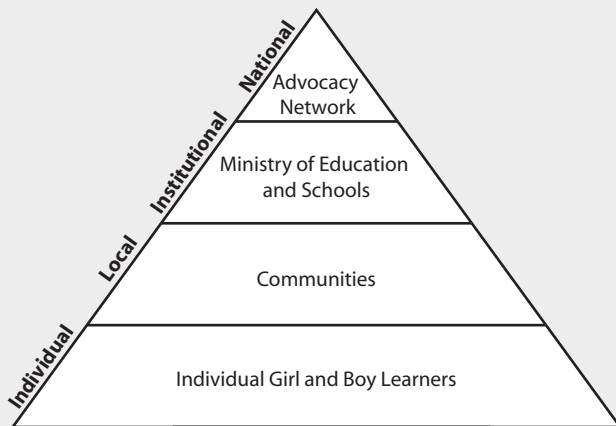 National
Advocacy
Network
Institutional
Ministry of Education
and Schools
Local
Communities
Individual
Individual Girl and Boy Learners